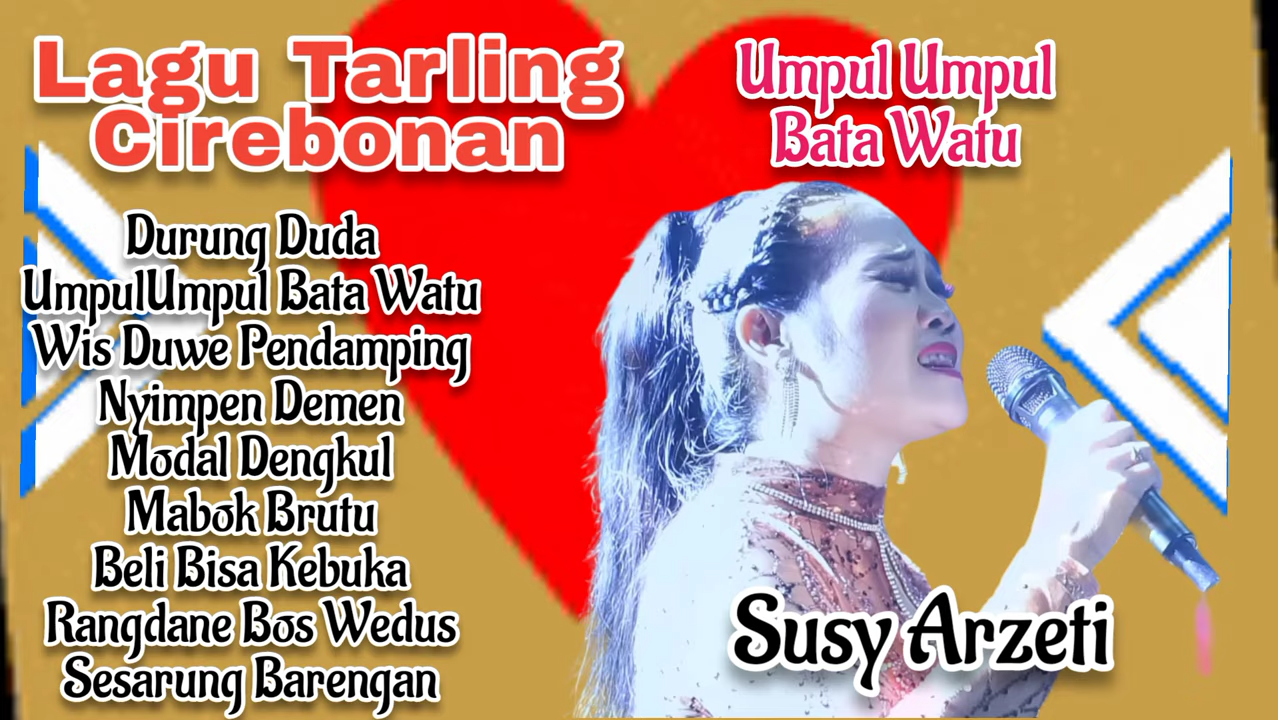 Lagu Tarling
Cirebonan
Umpul Umpul
Bata Watu
Durung Duda
UmpulUmpul Bata Watu
Wis Duwe Pendamping
Nyimpen Demen
Modal Dengkul
Mabok Brutu
Beli Bisa Kebuka
Rangdane Bos Wedus
Sesarung Barengan
Susy Arzeti